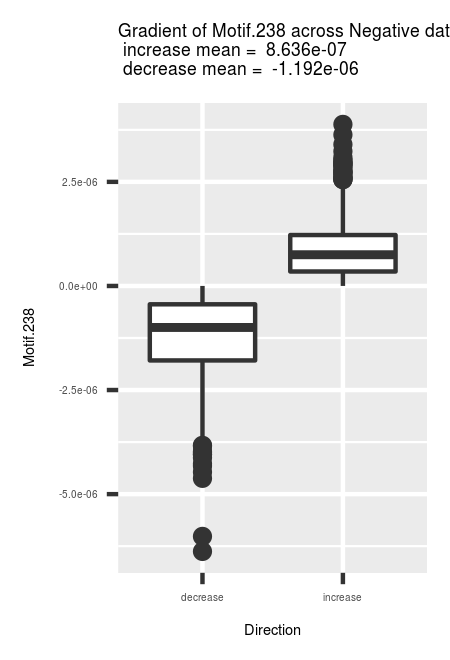 Gradient of Motif.238 across Negative dat
increase mean =  8.636e-07
decrease mean =  -1.192e-06
2.5e-06
0.0e+00
-2.5e-06
-5.0e-06
Motif.238
decrease
increase
Direction